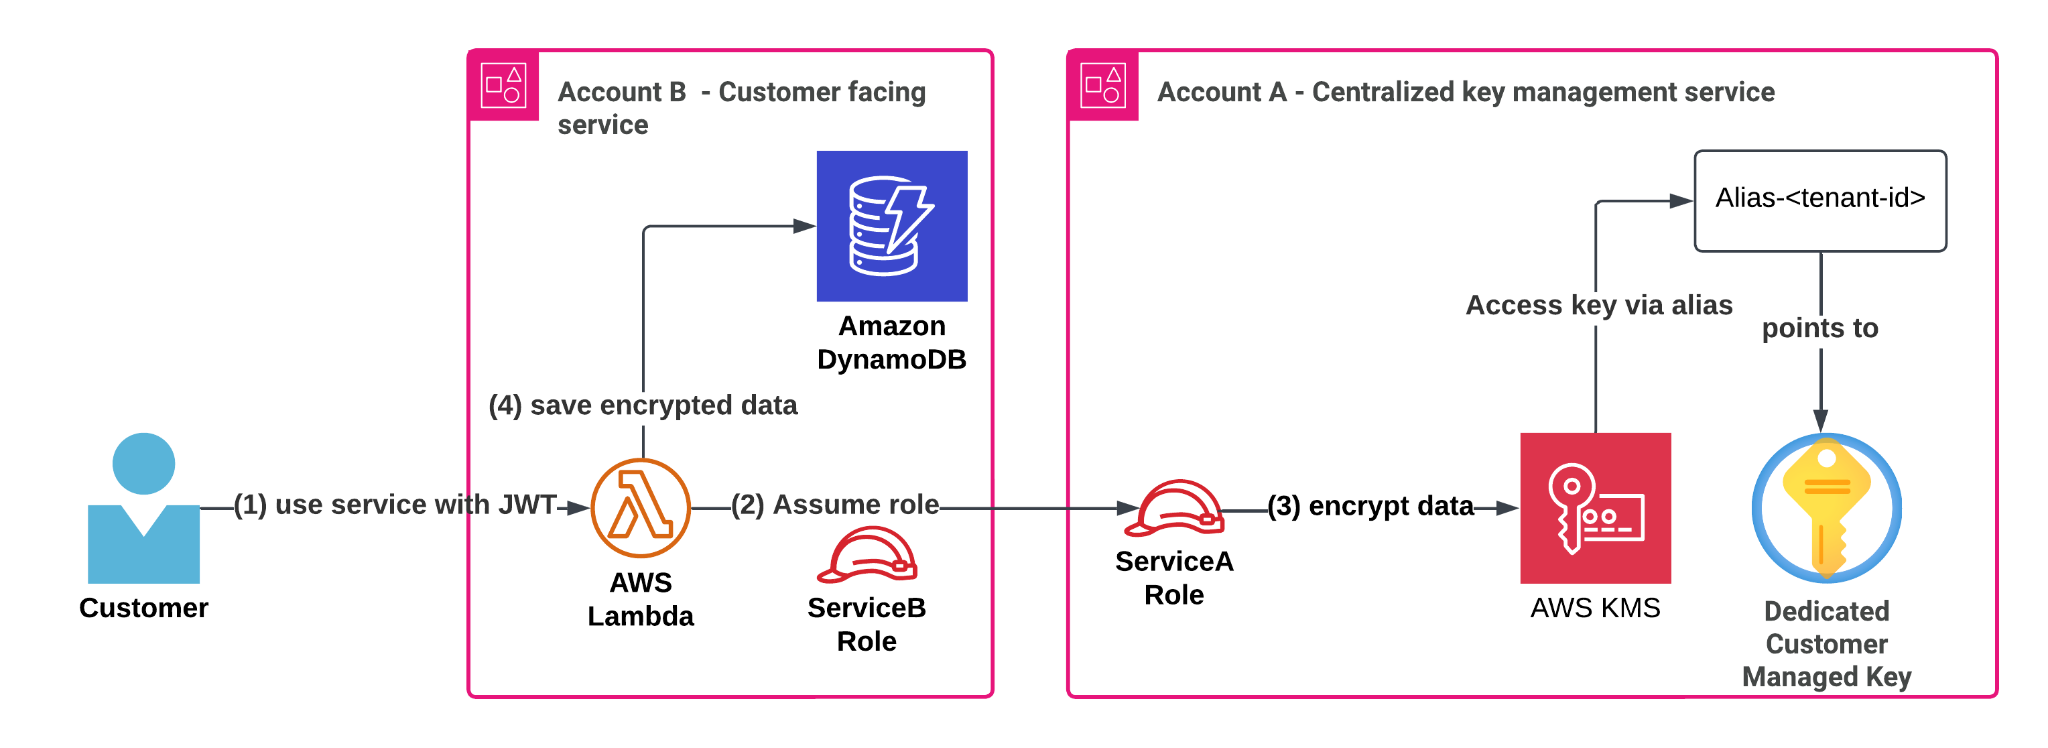 Account B - Customer facing
service
Account A - Centralized key management service
Alias-<tenant-id>
Amazon
DynamoDB
Access key via alias
points to
(4) save encrypted data
(1) use service with JWT
(2) Assume role
(3) encrypt data
Customer
AWS
Lambda
ServiceB
Role
ServiceA
Role
AWS KMS
Dedicated
Customer
Managed Key